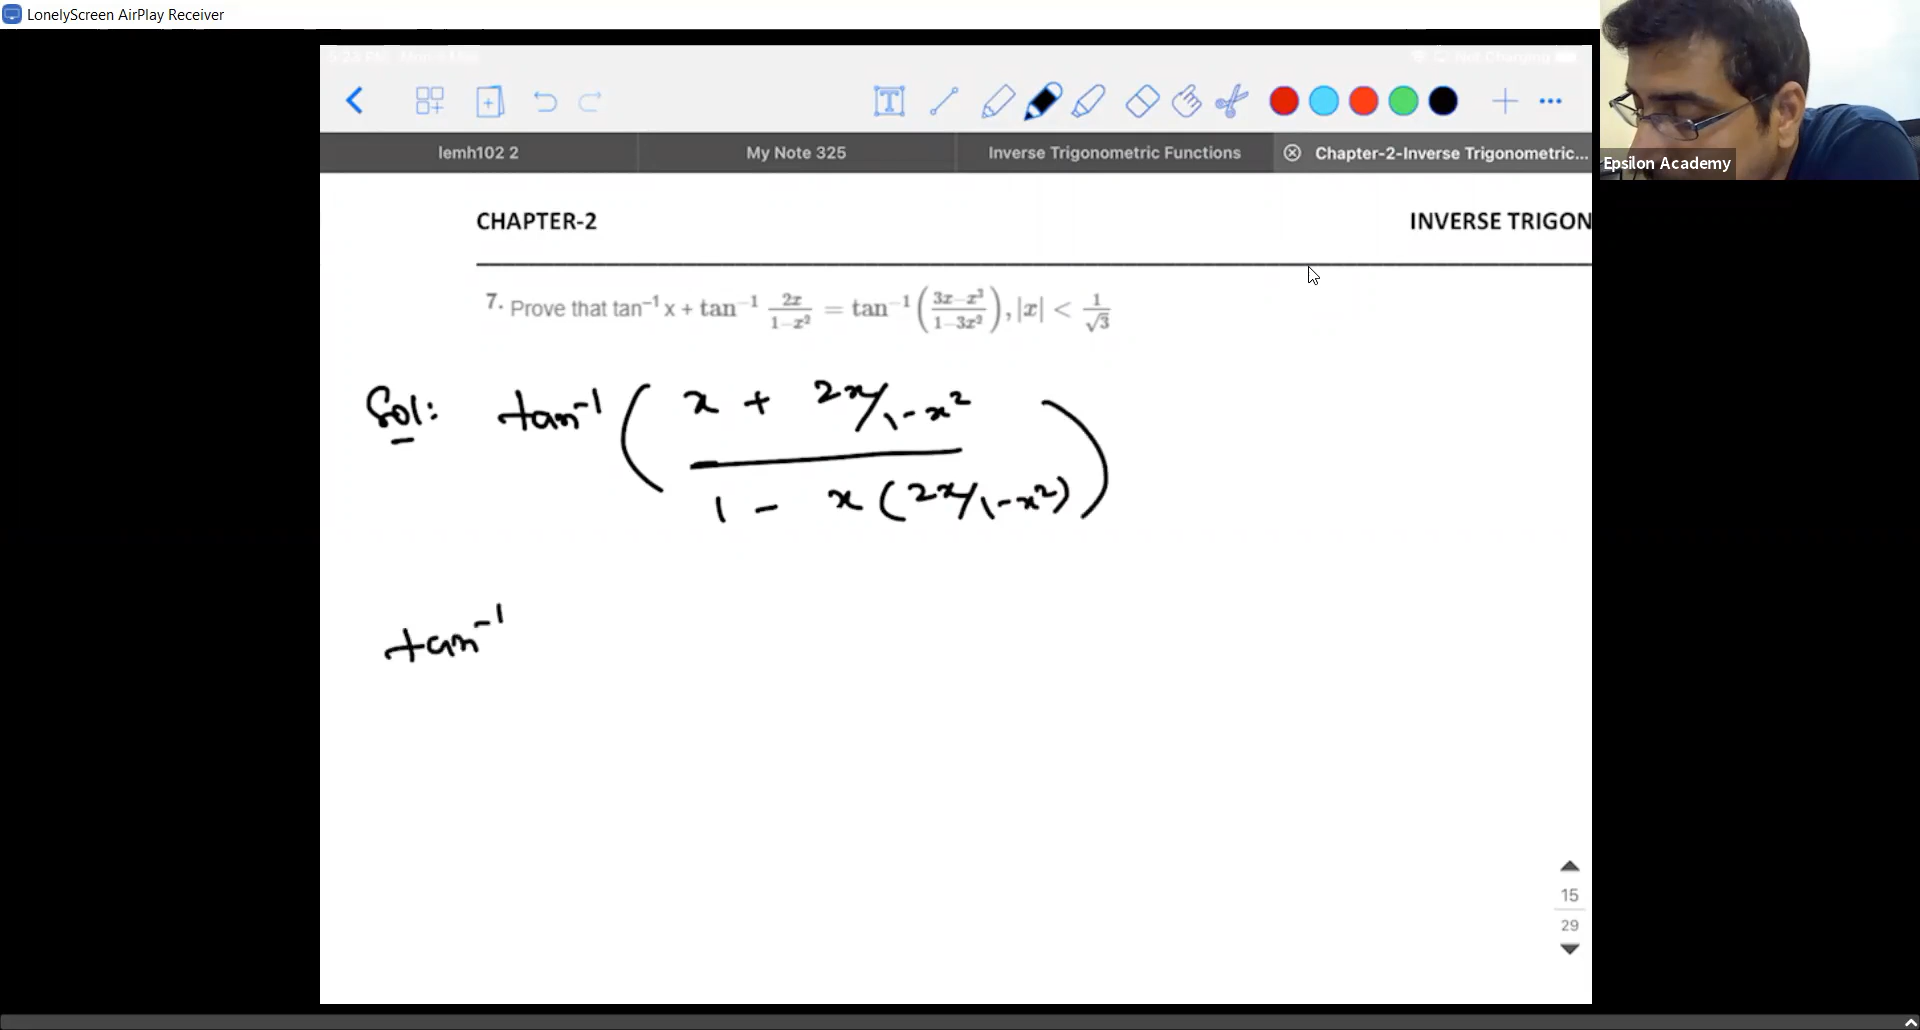 LonelyScreen AirPlay Receiver
lemh102 2
My Note 325
Inverse Trigonometric Functions
Chapter-2-Inverse Trigonometric...
Epsilon Academy
CHAPTER-2
INVERSE TRIGON
7. Prove that tan⁻¹ x + tan⁻¹ 2x/1−x² = tan⁻¹ (3x−x³/1−3x²), |x| < 1/√3
Sol: tan⁻¹ ( x + 2x/1−x²
1 − x (2x/1−x²) )
tan⁻¹
15
29